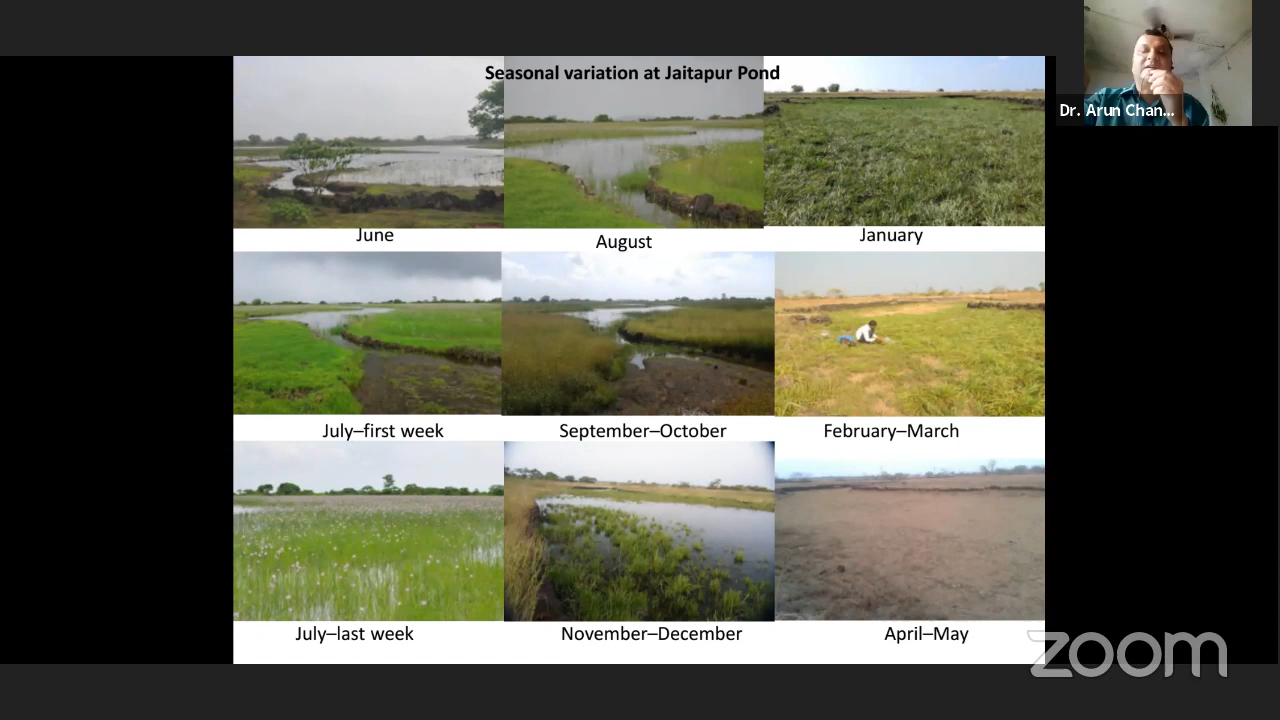 Seasonal variation at Jaitapur Pond
Dr. Arun Chan...
June
August
January
July–first week
September–October
February–March
July–last week
November–December
April–May
zoom